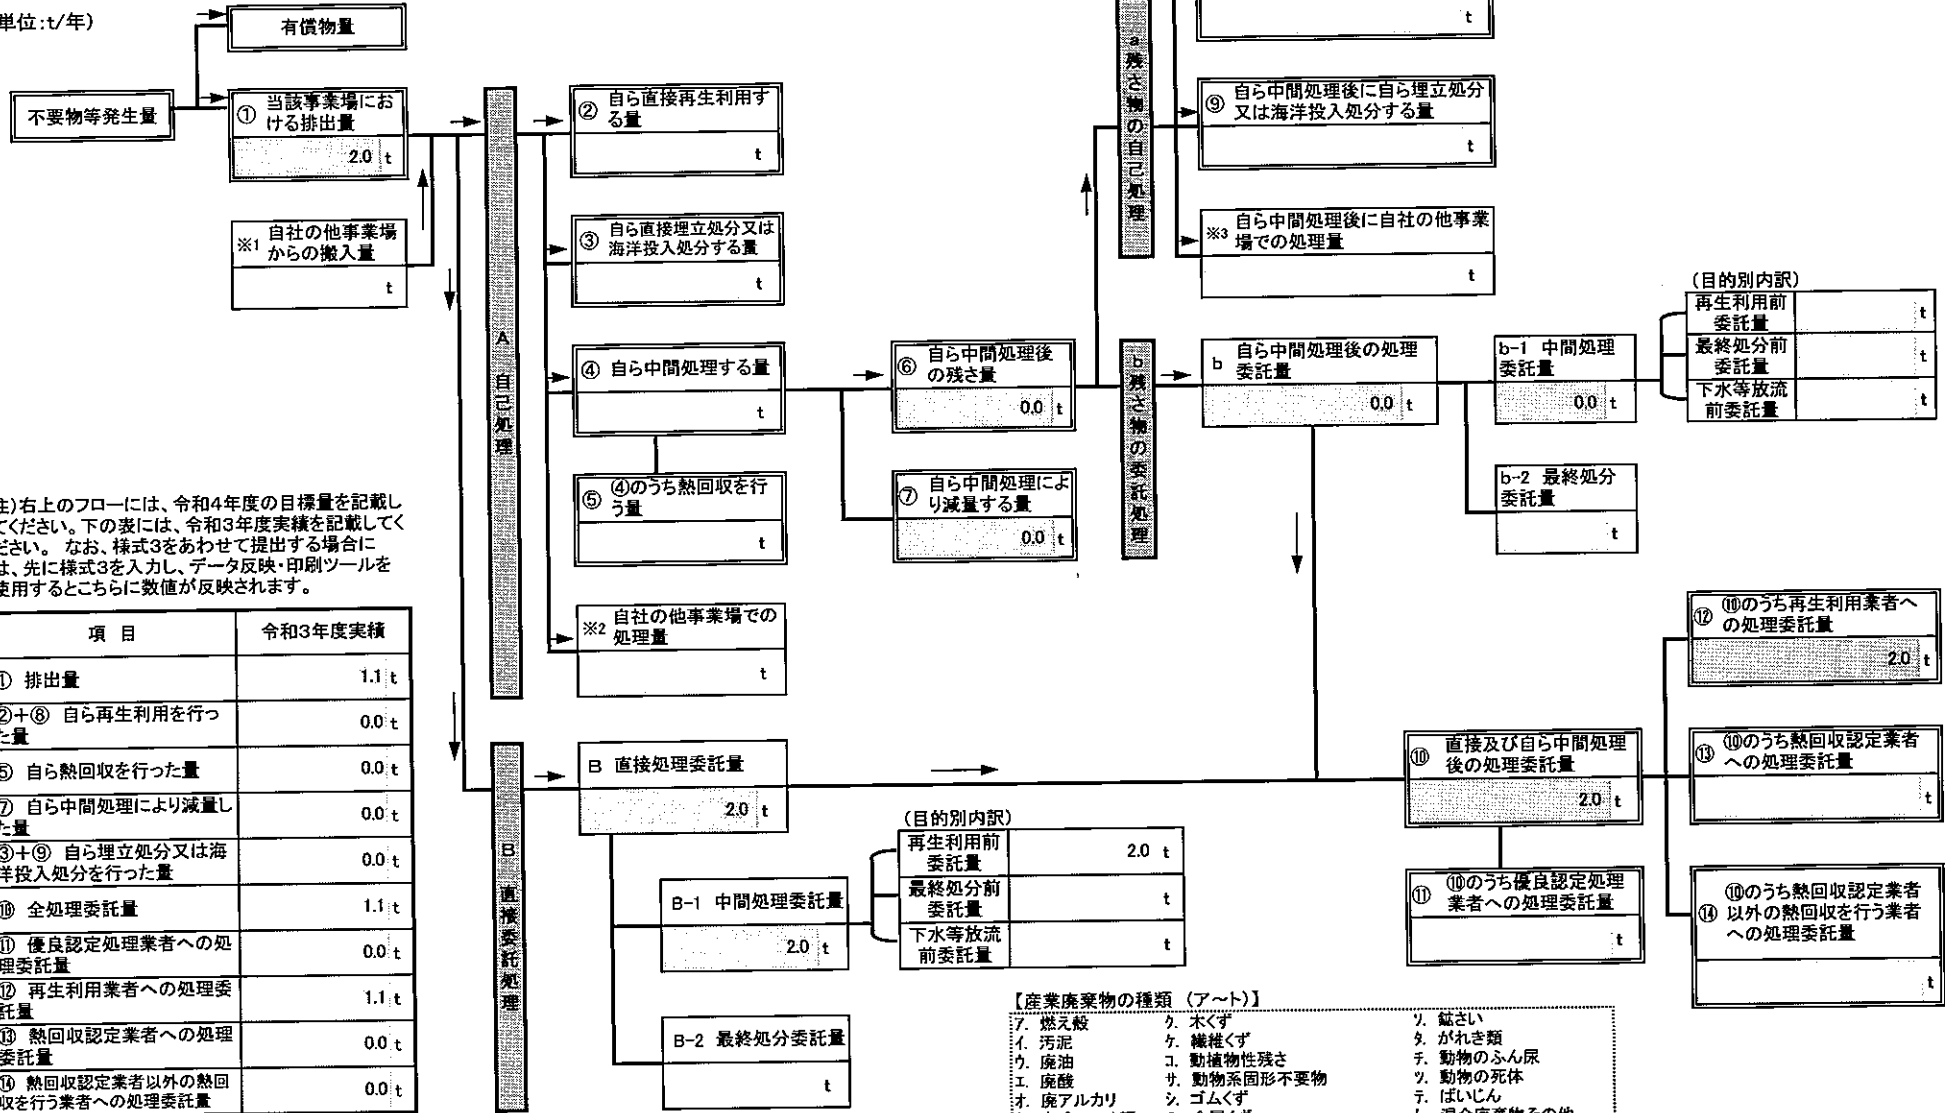 単位:t/年)
有償物量
不要物等発生量
① 当該事業場にお
ける排出量
2.0 t
※1 自社の他事業場
からの搬入量
t
A 自己処理
② 自ら直接再生利用す
る量
t
③ 自ら直接埋立処分又は
海洋投入処分する量
t
④ 自ら中間処理する量
t
⑤ ④のうち熱回収を行
う量
t
※2 自社の他事業場での
処理量
t
⑥ 自ら中間処理後
の残さ量
0.0 t
⑦ 自ら中間処理によ
り減量する量
0.0 t
a 残さ物の自己処理
t
⑨ 自ら中間処理後に自ら埋立処分
又は海洋投入処分する量
t
※3 自ら中間処理後に自社の他事業
場での処理量
t
b 残さ物の委託処理
b 自ら中間処理後の処理
委託量
0.0 t
b-1 中間処理
委託量
0.0 t
(目的別内訳)
再生利用前
委託量
t
最終処分前
委託量
t
下水等放流
前委託量
t
b-2 最終処分
委託量
t
注)右上のフローには、令和4年度の目標量を記載し
てください。下の表には、令和3年度実績を記載してく
ださい。 なお、様式3をあわせて提出する場合に
は、先に様式3を入力し、データ反映・印刷ツールを
使用するとこちらに数値が反映されます。
項 目 令和3年度実績
① 排出量 1.1 t
②+⑧ 自ら再生利用を行っ
た量 0.0 t
⑤ 自ら熱回収を行った量 0.0 t
⑦ 自ら中間処理により減量し
た量 0.0 t
③+⑨ 自ら埋立処分又は海
洋投入処分を行った量 0.0 t
⑩ 全処理委託量 1.1 t
⑪ 優良認定処理業者への処
理委託量 0.0 t
⑫ 再生利用業者への処理委
託量 1.1 t
⑬ 熱回収認定業者への処理
委託量 0.0 t
⑭ 熱回収認定業者以外の熱回
収を行う業者への処理委託量 0.0 t
B 直接委託処理
B 直接処理委託量
2.0 t
B-1 中間処理委託量
2.0 t
(目的別内訳)
再生利用前
委託量
2.0 t
最終処分前
委託量
t
下水等放流
前委託量
t
B-2 最終処分委託量
t
⑩ 直接及び自ら中間処理
後の処理委託量
2.0 t
⑪ ⑩のうち優良認定処理
業者への処理委託量
t
⑫ ⑩のうち再生利用業者へ
の処理委託量
2.0 t
⑬ ⑩のうち熱回収認定業者
への処理委託量
t
⑭ ⑩のうち熱回収認定業者
以外の熱回収を行う業者
への処理委託量
t
【産業廃棄物の種類 (ア～ト)】
ア. 燃え殻 ク. 木くず ソ. 鉱さい
イ. 汚泥 ケ. 繊維くず タ. がれき類
ウ. 廃油 コ. 動植物性残さ チ. 動物のふん尿
エ. 廃酸 サ. 動物系固形不要物 ツ. 動物の死体
オ. 廃アルカリ シ. ゴムくず テ. ばいじん